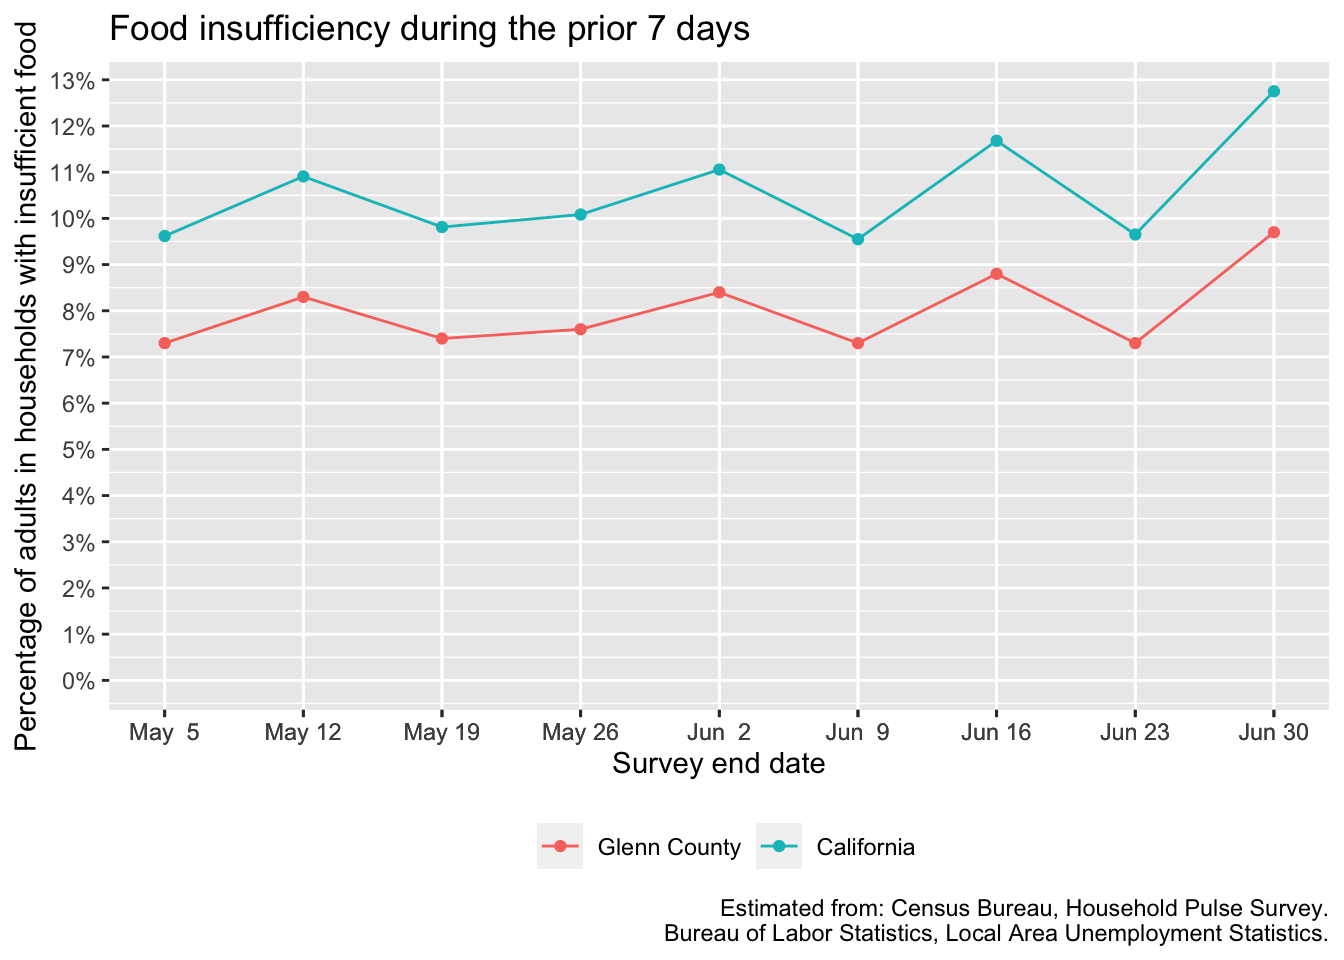 Food insufficiency during the prior 7 days
Percentage of adults in households with insufficient food
13%
12%
11%
10%
9%
8%
7%
6%
5%
4%
3%
2%
1%
0%
May  5 May 12 May 19 May 26 Jun  2 Jun  9 Jun 16 Jun 23 Jun 30
Survey end date
Glenn County California
Estimated from: Census Bureau, Household Pulse Survey.
Bureau of Labor Statistics, Local Area Unemployment Statistics.